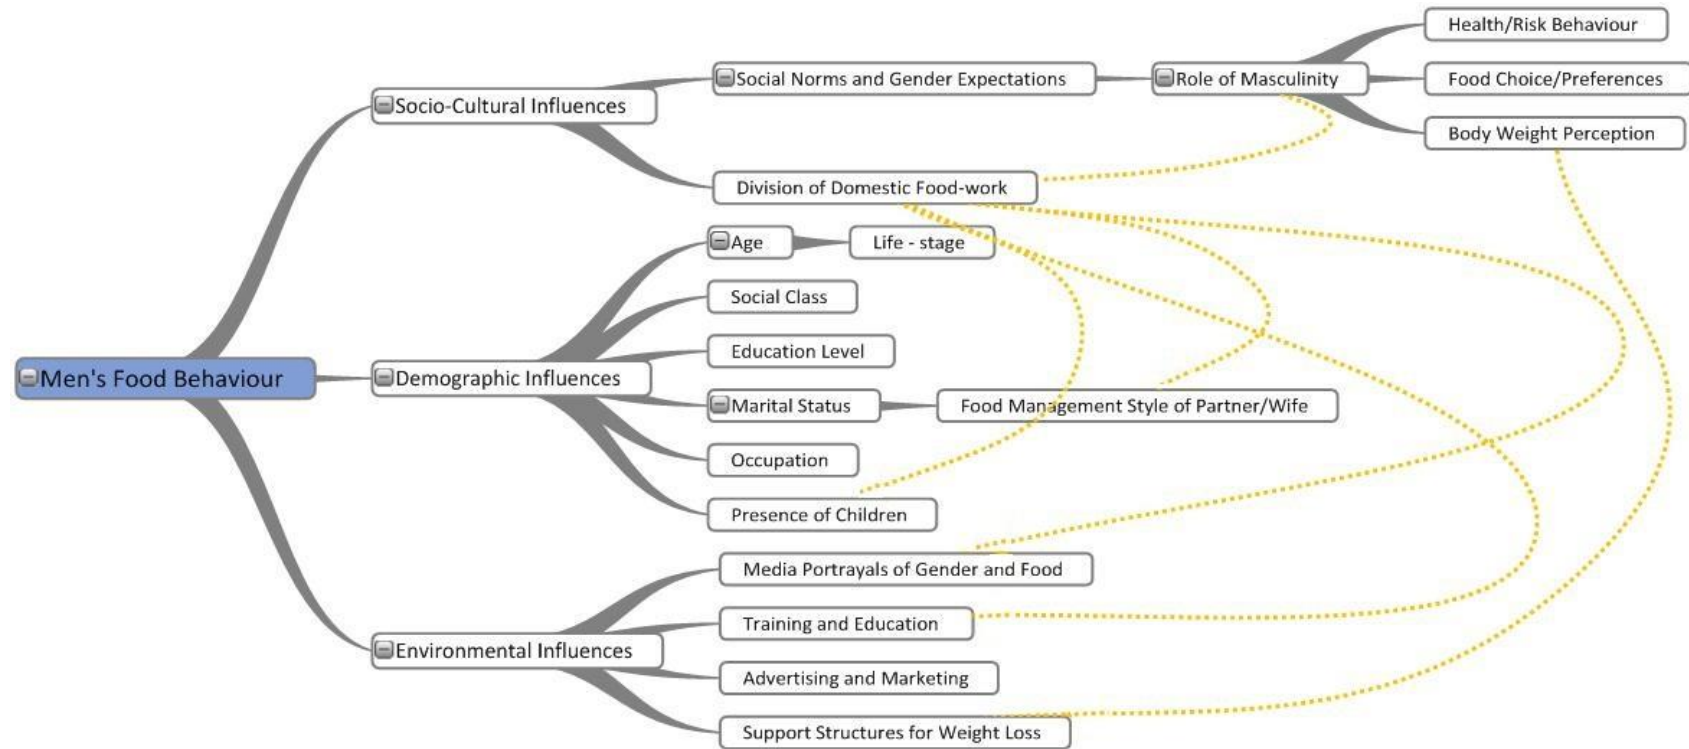 Men's Food Behaviour
Socio-Cultural Influences
Social Norms and Gender Expectations
Role of Masculinity
Health/Risk Behaviour
Food Choice/Preferences
Body Weight Perception
Division of Domestic Food-work
Demographic Influences
Age
Life - stage
Social Class
Education Level
Marital Status
Food Management Style of Partner/Wife
Occupation
Presence of Children
Environmental Influences
Media Portrayals of Gender and Food
Training and Education
Advertising and Marketing
Support Structures for Weight Loss